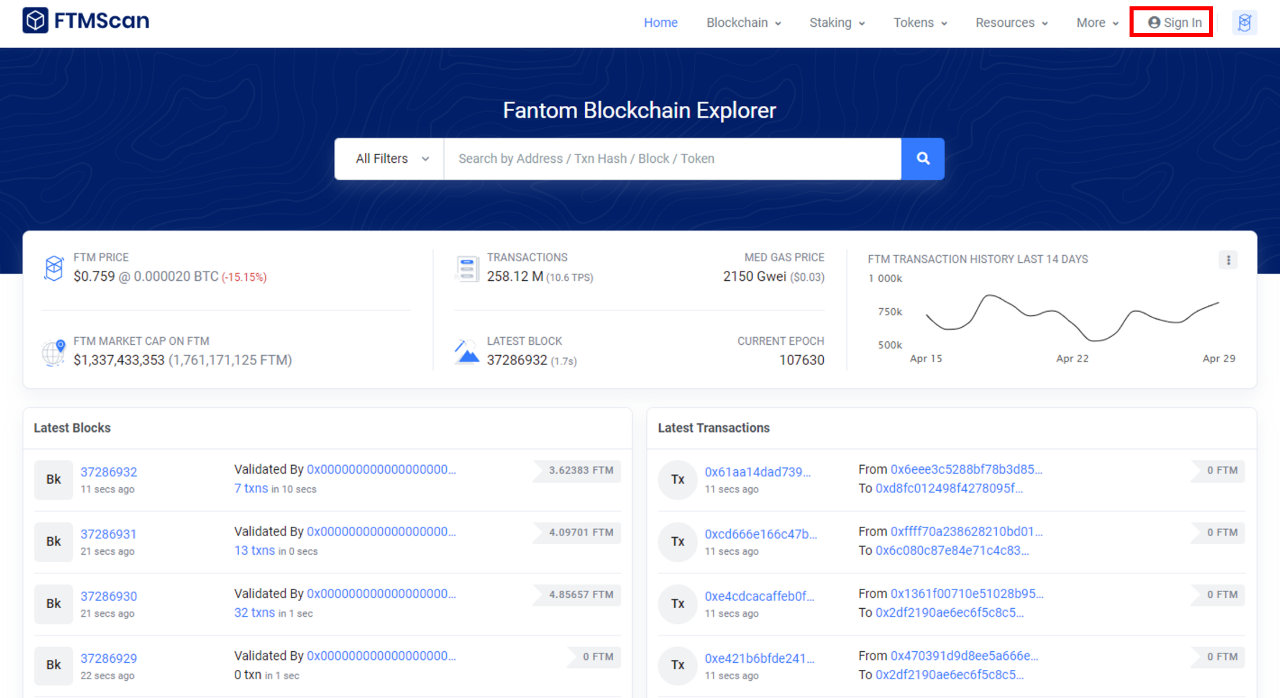 FTMScan
Home Blockchain Staking Tokens Resources More Sign In
Fantom Blockchain Explorer
All Filters Search by Address / Txn Hash / Block / Token
FTM PRICE
$0.759 @ 0.000020 BTC (-15.15%)
FTM MARKET CAP ON FTM
$1,337,433,353 (1,761,171,125 FTM)
TRANSACTIONS MED GAS PRICE
258.12 M (10.6 TPS) 2150 Gwei ($0.03)
LATEST BLOCK CURRENT EPOCH
37286932 (1.7s) 107630
FTM TRANSACTION HISTORY LAST 14 DAYS
1 000k
750k
500k
Apr 15 Apr 22 Apr 29
Latest Blocks
Bk 37286932 Validated By 0x000000000000000000... 3.62383 FTM
11 secs ago 7 txns in 10 secs
Bk 37286931 Validated By 0x000000000000000000... 4.09701 FTM
21 secs ago 13 txns in 0 secs
Bk 37286930 Validated By 0x000000000000000000... 4.85657 FTM
21 secs ago 32 txns in 1 sec
Bk 37286929 Validated By 0x000000000000000000... 0 FTM
22 secs ago 0 txn in 1 sec
Latest Transactions
Tx 0x61aa14dad739... From 0x6eee3c5288bf78b3d85... 0 FTM
11 secs ago To 0xd8fc012498f4278095f...
Tx 0xcd666e166c47b... From 0xffff70a238628210bd01... 0 FTM
11 secs ago To 0x6c080c87e84e71c4c83...
Tx 0xe4cdcacaffeb0f... From 0x1361f00710e51028b95... 0 FTM
11 secs ago To 0x2df2190ae6ec6f5c8c5...
Tx 0xe421b6bfde241... From 0x470391d9d8ee5a666e... 0 FTM
11 secs ago To 0x2df2190ae6ec6f5c8c5...